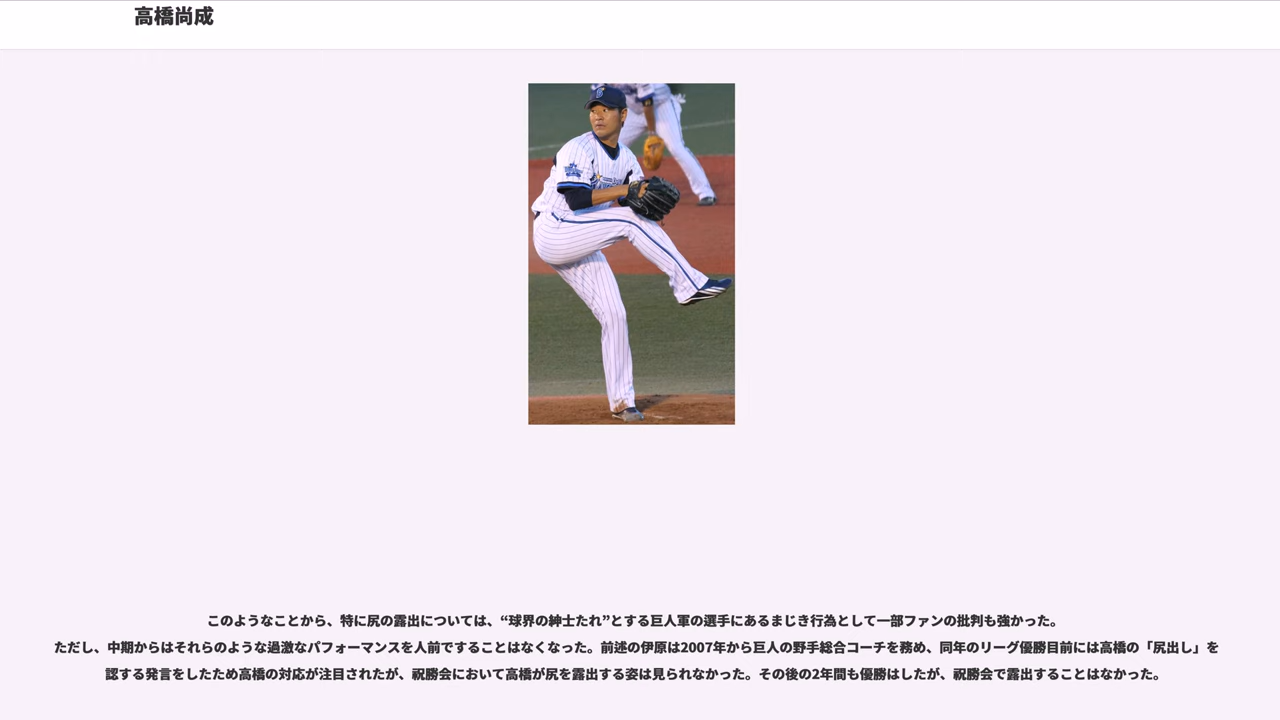 高橋尚成
このようなことから、特に尻の露出については、“球界の紳士たれ”とする巨人軍の選手にあるまじき行為として一部ファンの批判も強かった。
ただし、中期からはそれらのような過激なパフォーマンスを人前ですることはなくなった。前述の伊原は2007年から巨人の野手総合コーチを務め、同年のリーグ優勝目前には高橋の「尻出し」を
認する発言をしたため高橋の対応が注目されたが、祝勝会において高橋が尻を露出する姿は見られなかった。その後の2年間も優勝はしたが、祝勝会で露出することはなかった。